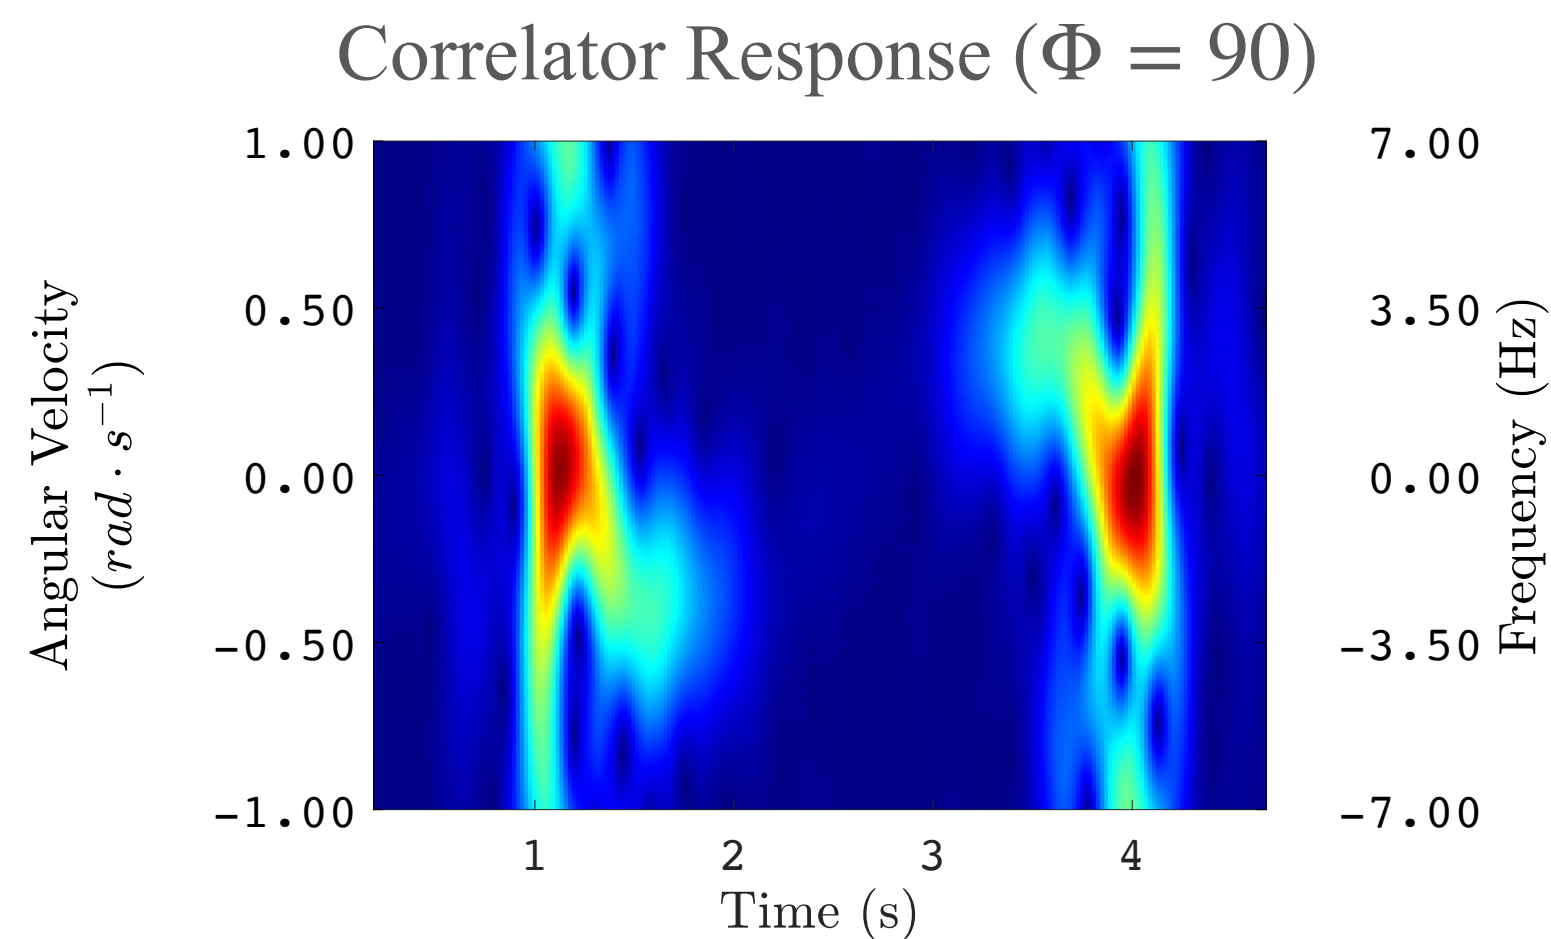 Correlator Response (Φ = 90)
Angular Velocity
(rad · s⁻¹)
1.00
0.50
0.00
-0.50
-1.00
7.00
3.50
0.00
-3.50
-7.00
Frequency (Hz)
1 2 3 4
Time (s)